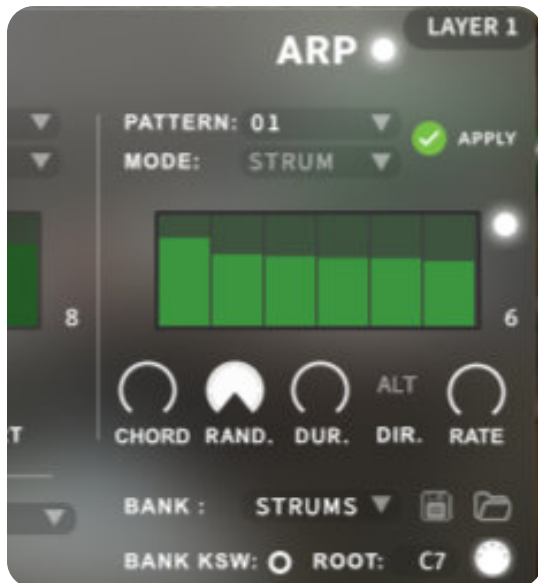 LAYER 1
ARP
PATTERN: 01
APPLY
MODE: STRUM
8
6
ALT
T CHORD RAND. DUR. DIR. RATE
BANK : STRUMS
BANK KSW: ROOT: C7